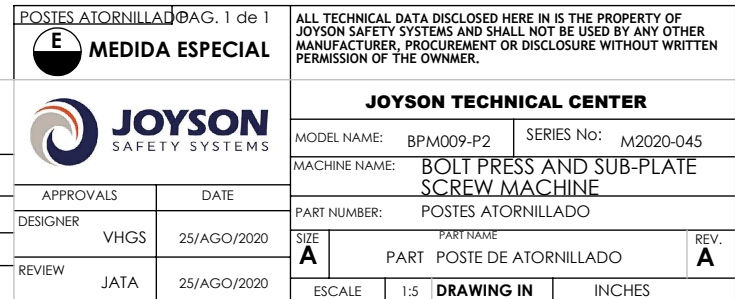 POSTES ATORNILLADO PAG. 1 de 1
E MEDIDA ESPECIAL
ALL TECHNICAL DATA DISCLOSED HERE IN IS THE PROPERTY OF
JOYSON SAFETY SYSTEMS AND SHALL NOT BE USED BY ANY OTHER
MANUFACTURER, PROCUREMENT OR DISCLOSURE WITHOUT WRITTEN
PERMISSION OF THE OWNMER.
JOYSON
SAFETY SYSTEMS
JOYSON TECHNICAL CENTER
MODEL NAME: BPM009-P2 SERIES No: M2020-045
MACHINE NAME: BOLT PRESS AND SUB-PLATE
SCREW MACHINE
APPROVALS DATE
PART NUMBER: POSTES ATORNILLADO
DESIGNER
VHGS 25/AGO/2020
SIZE PART NAME REV.
A PART POSTE DE ATORNILLADO A
REVIEW
JATA 25/AGO/2020
ESCALE 1:5 DRAWING IN INCHES